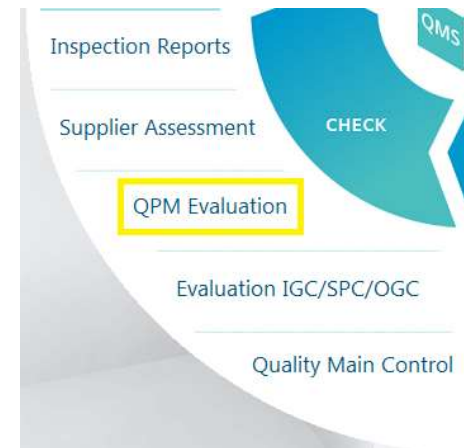 QMS
Inspection Reports
Supplier Assessment
CHECK
QPM Evaluation
Evaluation IGC/SPC/OGC
Quality Main Control